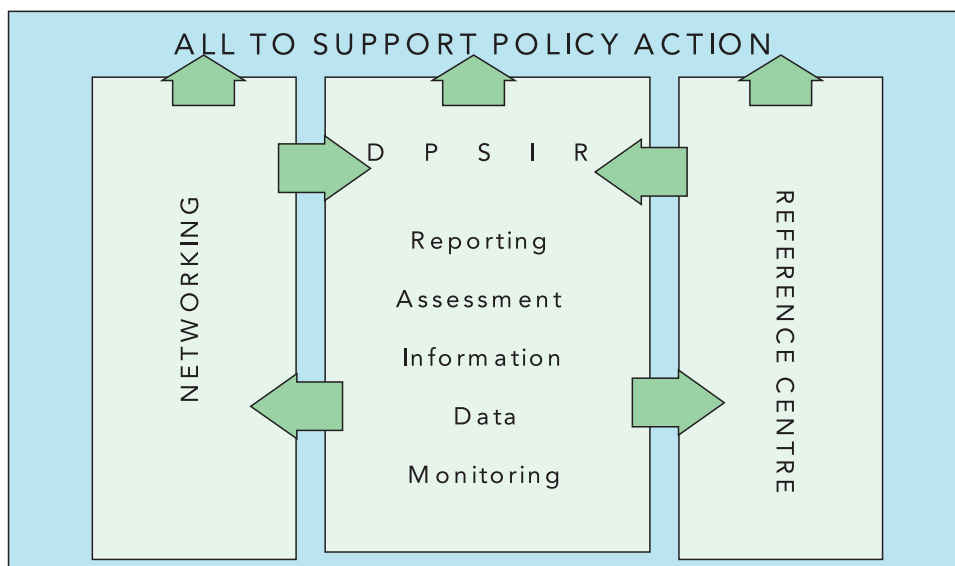 ALL TO SUPPORT POLICY ACTION
NETWORKING
D P S I R
Reporting
Assessment
Information
Data
Monitoring
REFERENCE CENTRE